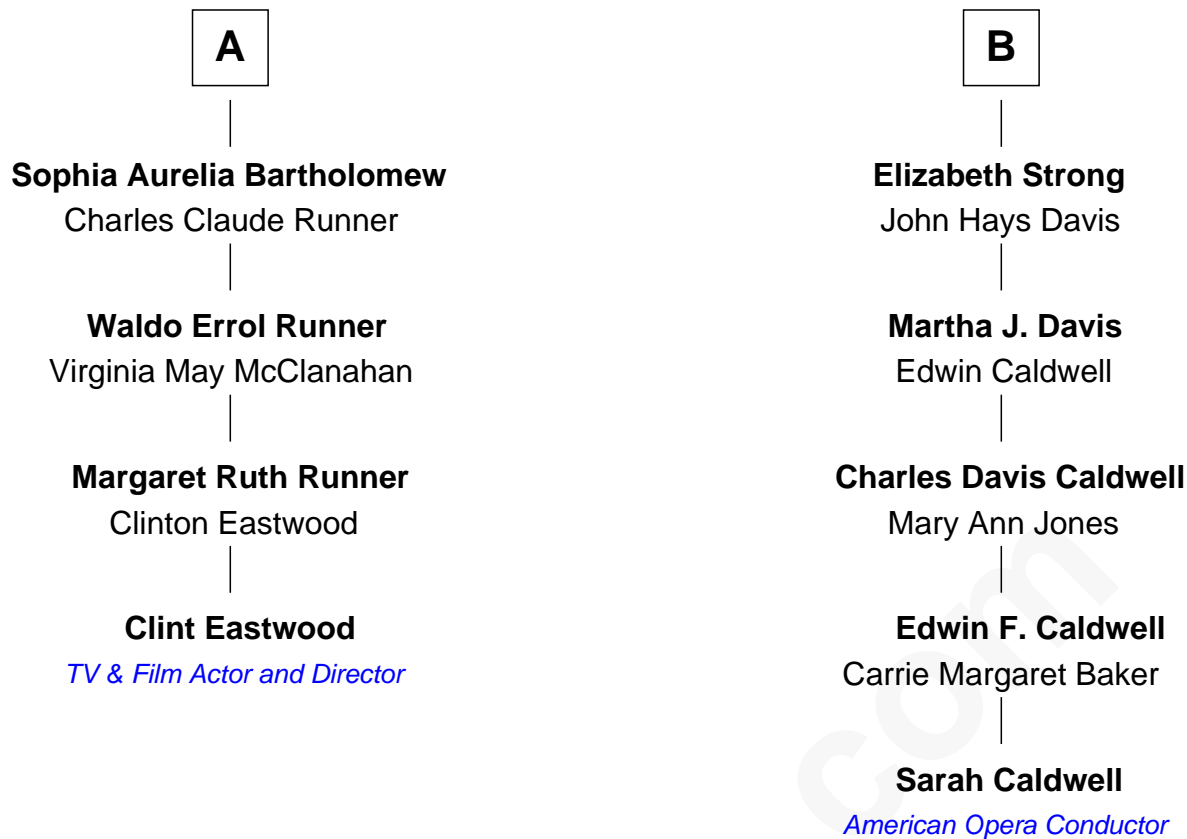 A
Sophia Aurelia Bartholomew
Charles Claude Runner
Waldo Errol Runner
Virginia May McClanahan
Margaret Ruth Runner
Clinton Eastwood
Clint Eastwood
TV & Film Actor and Director
B
Elizabeth Strong
John Hays Davis
Martha J. Davis
Edwin Caldwell
Charles Davis Caldwell
Mary Ann Jones
Edwin F. Caldwell
Carrie Margaret Baker
Sarah Caldwell
American Opera Conductor
com